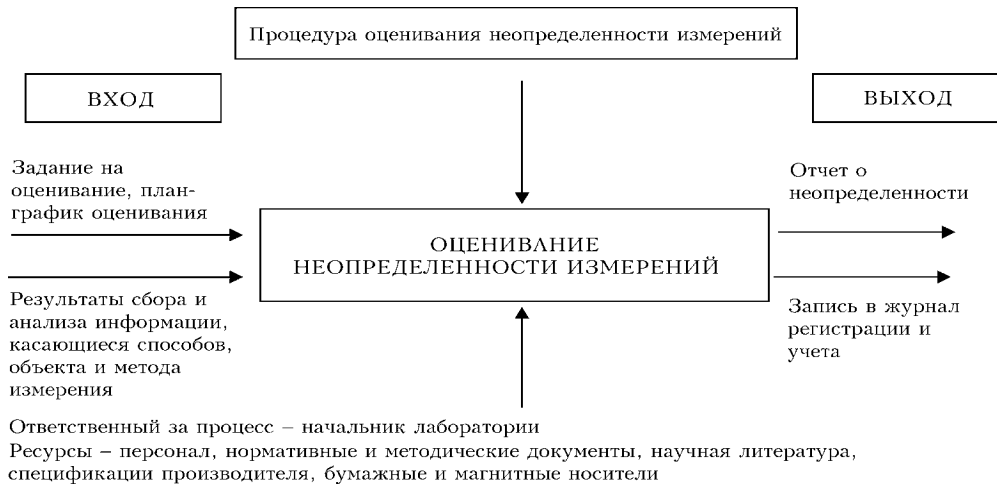 Процедура оценивания неопределенности измерений
ВХОД
ВЫХОД
Задание на
оценивание, план-
график оценивания
Отчет о
неопределенности
ОЦЕНИВАНИЕ
НЕОПРЕДЕЛЕННОСТИ ИЗМЕРЕНИЙ
Результаты сбора и
анализа информации,
касающиеся способов,
объекта и метода
измерения
Запись в журнал
регистрации и
учета
Ответственный за процесс – начальник лаборатории
Ресурсы – персонал, нормативные и методические документы, научная литература,
спецификации производителя, бумажные и магнитные носители